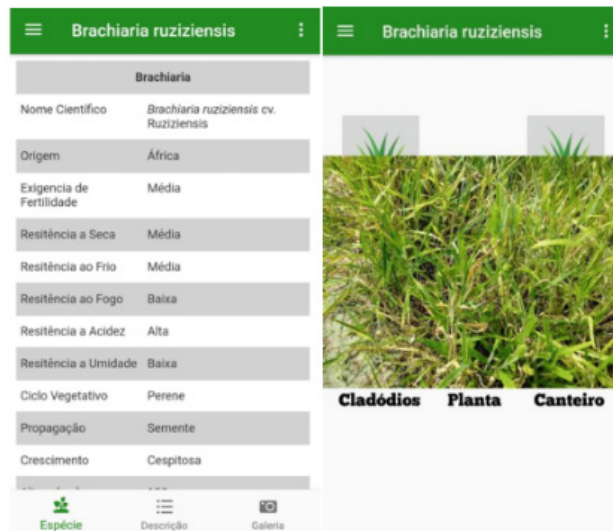 Brachiaria ruziziensis
Brachiaria
Nome Científico Brachiaria ruziziensis cv.
Ruziziensis
Origem África
Exigencia de Média
Fertilidade
Resitência a Seca Média
Resitência ao Frio Média
Resitência ao Fogo Baixa
Resitência a Acidez Alta
Resitência a Umidade Baixa
Ciclo Vegetativo Perene
Propagação Semente
Crescimento Cespitosa
Espécie Descrição Galeria
Brachiaria ruziziensis
Cladódios Planta Canteiro